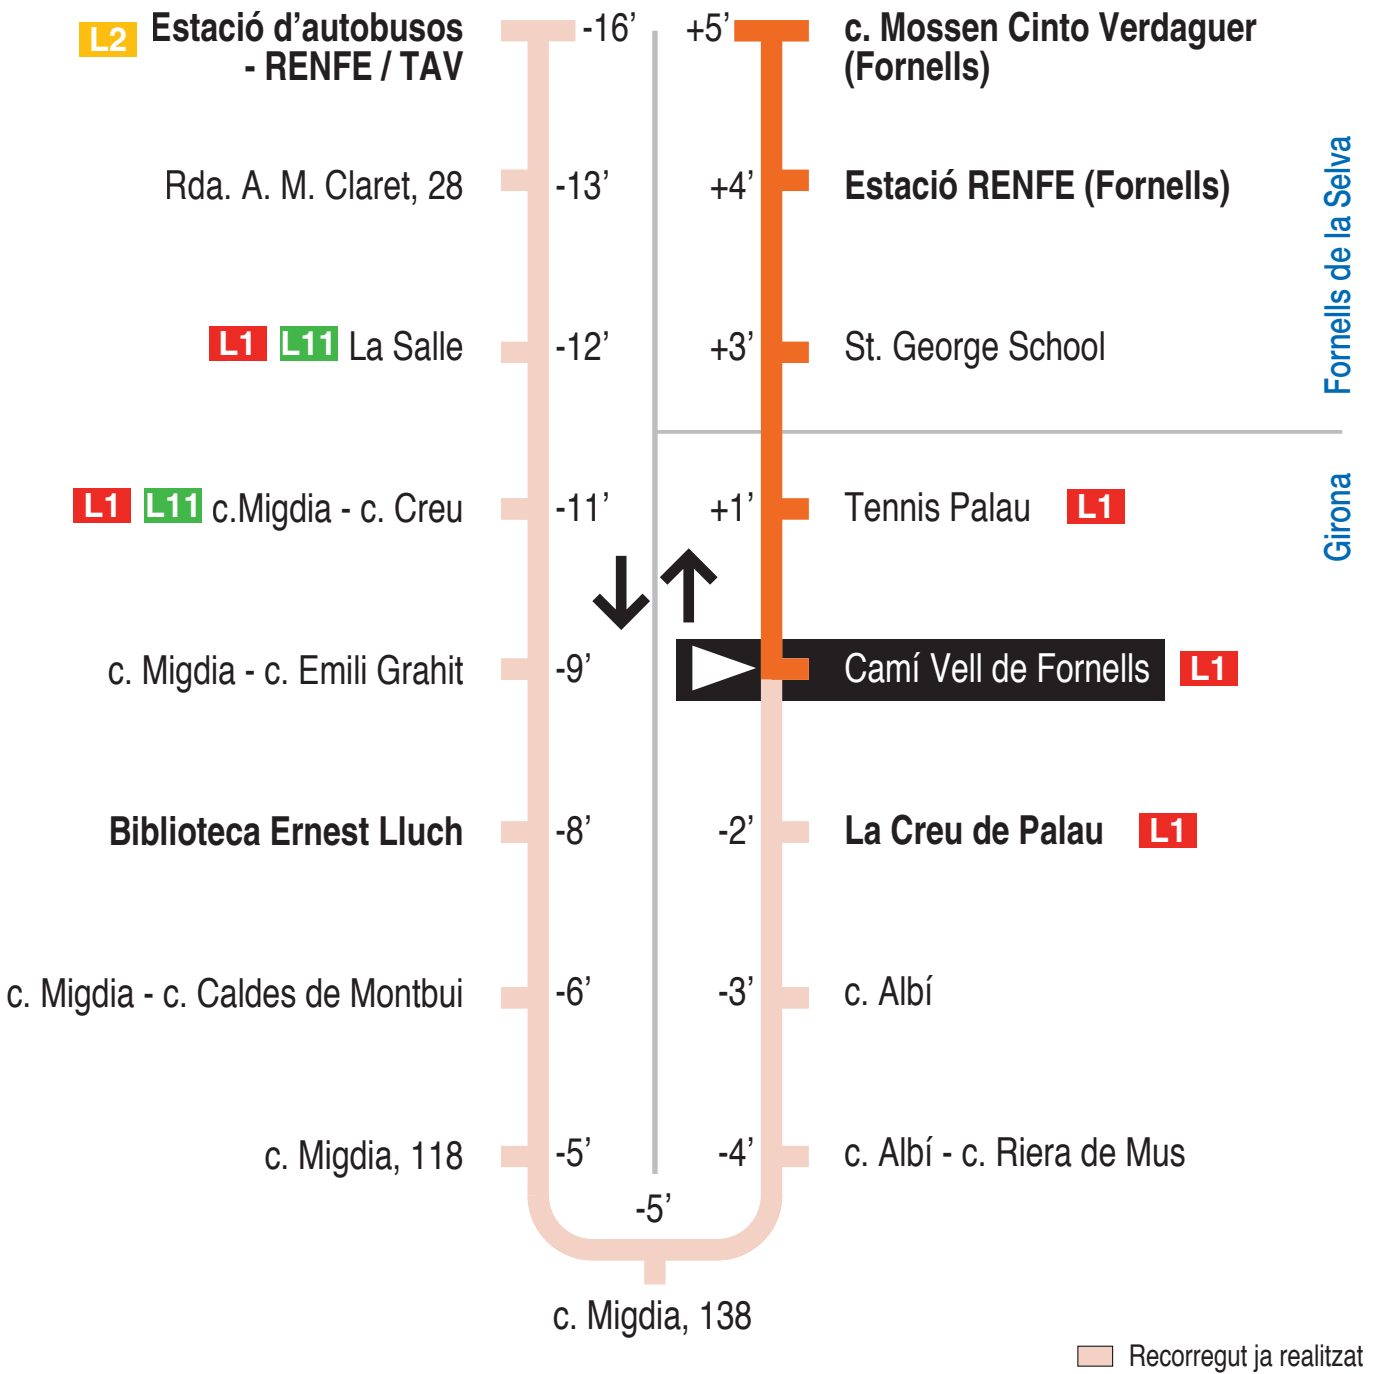 L2 Estació d’autobusos
- RENFE / TAV
-16’
Rda. A. M. Claret, 28 -13’
L1 L11 La Salle -12’
L1 L11 c.Migdia - c. Creu -11’
c. Migdia - c. Emili Grahit -9’
Biblioteca Ernest Lluch -8’
c. Migdia - c. Caldes de Montbui -6’
c. Migdia, 118 -5’
-5’
c. Migdia, 138
+5’ c. Mossen Cinto Verdaguer
(Fornells)
+4’ Estació RENFE (Fornells)
+3’ St. George School
+1’ Tennis Palau L1
Camí Vell de Fornells L1
-2’ La Creu de Palau L1
-3’ c. Albí
-4’ c. Albí - c. Riera de Mus
Fornells de la Selva
Girona
Recorregut ja realitzat